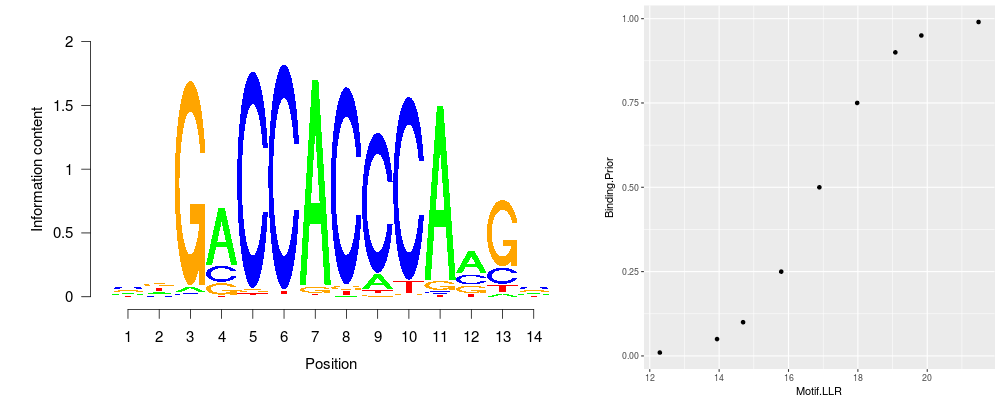 2
1.5
1
0.5
0
Information content
GACCACCCAAG
C
C
G
A
C
G
C
T
1 2 3 4 5 6 7 8 9 10 11 12 13 14
Position
1.00
0.75
0.50
0.25
0.00
Binding.Prior
12 14 16 18 20
Motif.LLR